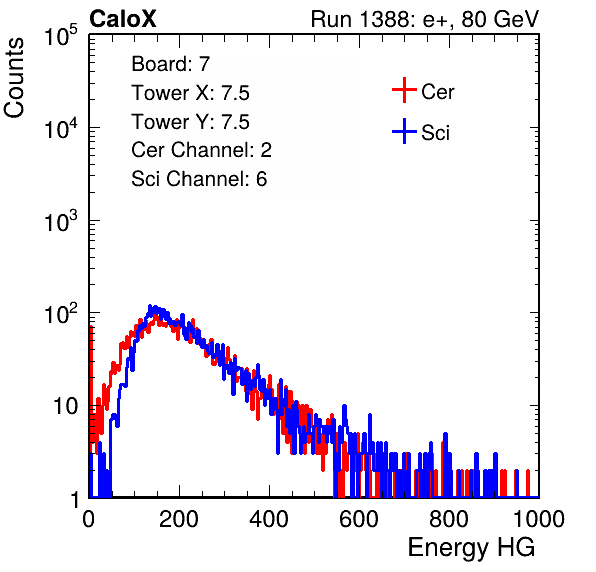 CaloX Run 1388: e+, 80 GeV
Counts
Board: 7
Tower X: 7.5
Tower Y: 7.5
Cer Channel: 2
Sci Channel: 6
Cer
Sci
10^5
10^4
10^3
10^2
10
1
0 200 400 600 800 1000
Energy HG